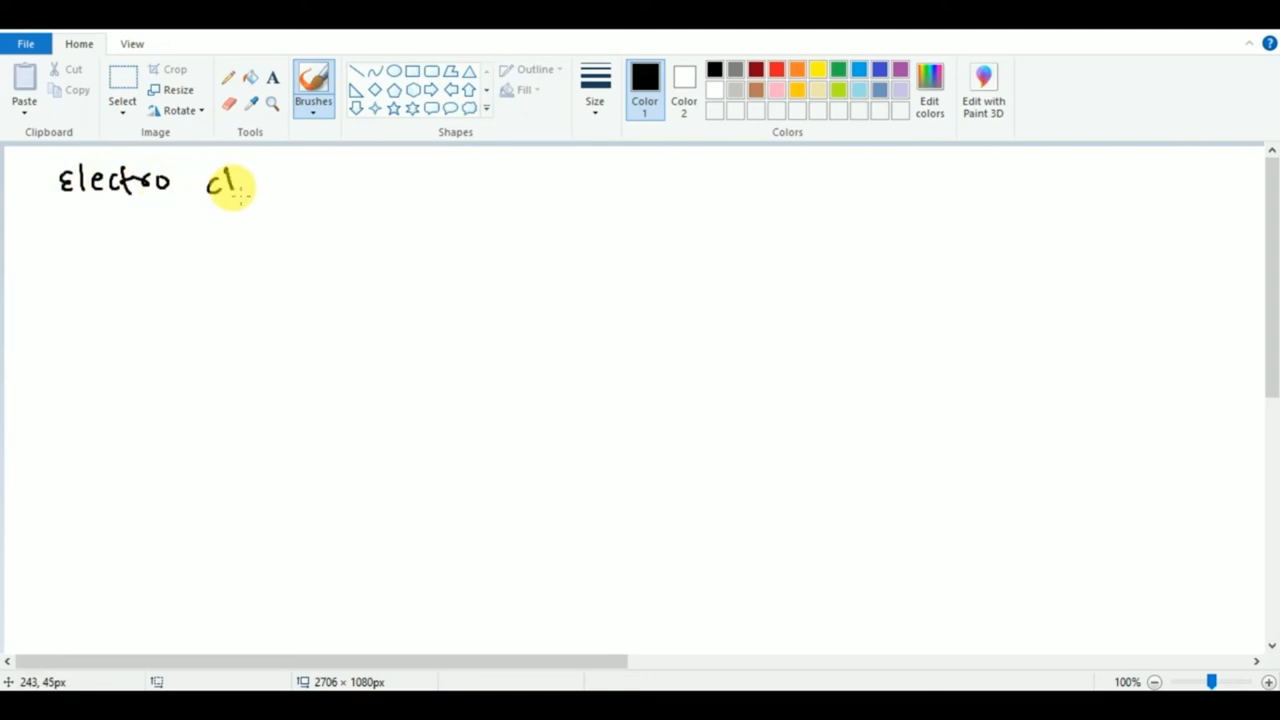 File Home View
Paste Cut Copy Select Crop Resize Rotate Brushes Outline Fill Size Color 1 Color 2 Edit colors Edit with Paint 3D
Clipboard Image Tools Shapes Colors
Electro
243, 45px 2706 × 1080px 100%